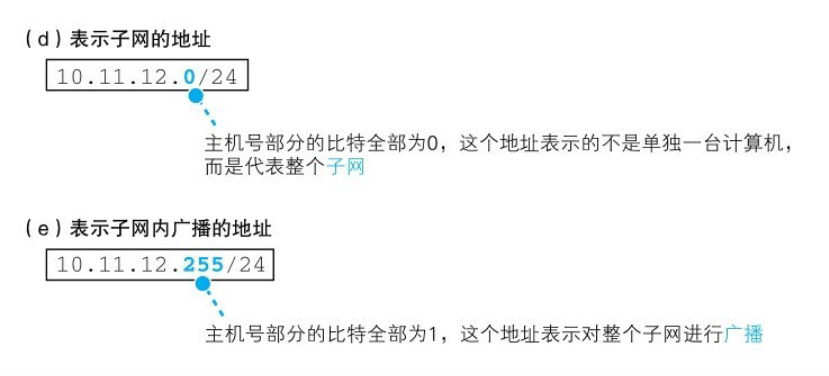 （d）表示子网的地址
10.11.12.0/24
主机号部分的比特全部为0，这个地址表示的不是单独一台计算机，
而是代表整个子网
（e）表示子网内广播的地址
10.11.12.255/24
主机号部分的比特全部为1，这个地址表示对整个子网进行广播